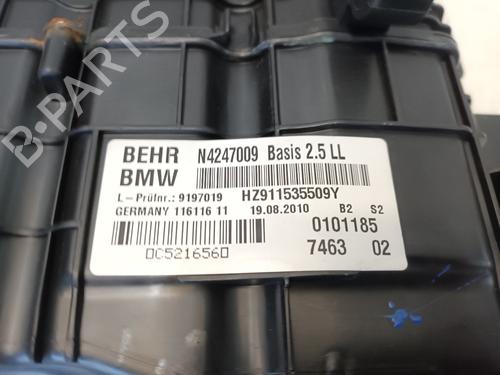 B-PARTS
BEHR N4247009 Basis 2.5 LL
BMW
L-Prüfnr.: 9197019 HZ911535509Y
GERMANY 116116 11 19.08.2010 B2 S2
0101185
7463 02
0C521656D